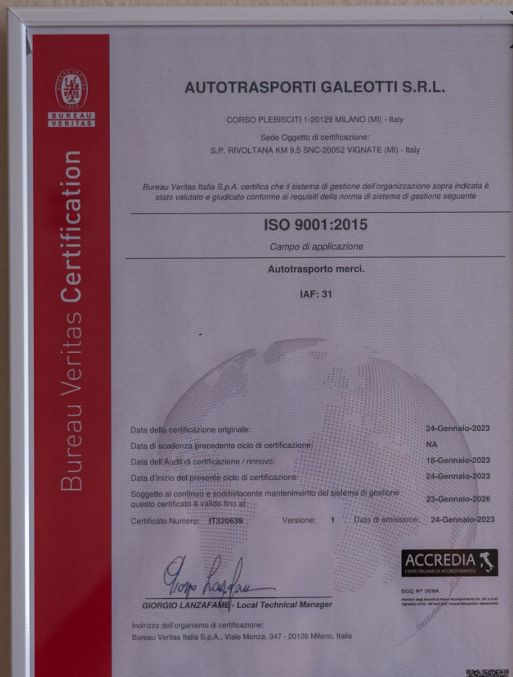 BUREAU
VERITAS
Bureau Veritas Certification
AUTOTRASPORTI GALEOTTI S.R.L.
CORSO PLEBISCITI 1-20129 MILANO (MI) - Italy
Sede Oggetto di certificazione:
S.P. RIVOLTANA KM 9.5 SNC-20052 VIGNATE (MI) - Italy
Bureau Veritas Italia S.p.A. certifica che il sistema di gestione dell'organizzazione sopra indicata è
stato valutato e giudicato conforme ai requisiti della norma di sistema di gestione seguente
ISO 9001:2015
Campo di applicazione
Autotrasporto merci.
IAF: 31
Data della certificazione originale: 24-Gennaio-2023
Data di scadenza precedente ciclo di certificazione: NA
Data dell'Audit di certificazione / rinnovo: 18-Gennaio-2023
Data d'inizio del presente ciclo di certificazione: 24-Gennaio-2023
Soggetto al continuo e soddisfacente mantenimento del sistema di gestione
questo certificato è valido fino al: 23-Gennaio-2026
Certificato Numero: IT320639 Versione: 1 Data di emissione: 24-Gennaio-2023
ACCREDIA
L'ENTE ITALIANO DI ACCREDITAMENTO
SGQ N° 009A
GIORGIO LANZAFAME - Local Technical Manager
Indirizzo dell'organismo di certificazione:
Bureau Veritas Italia S.p.A., Viale Monza, 347 - 20126 Milano, Italia